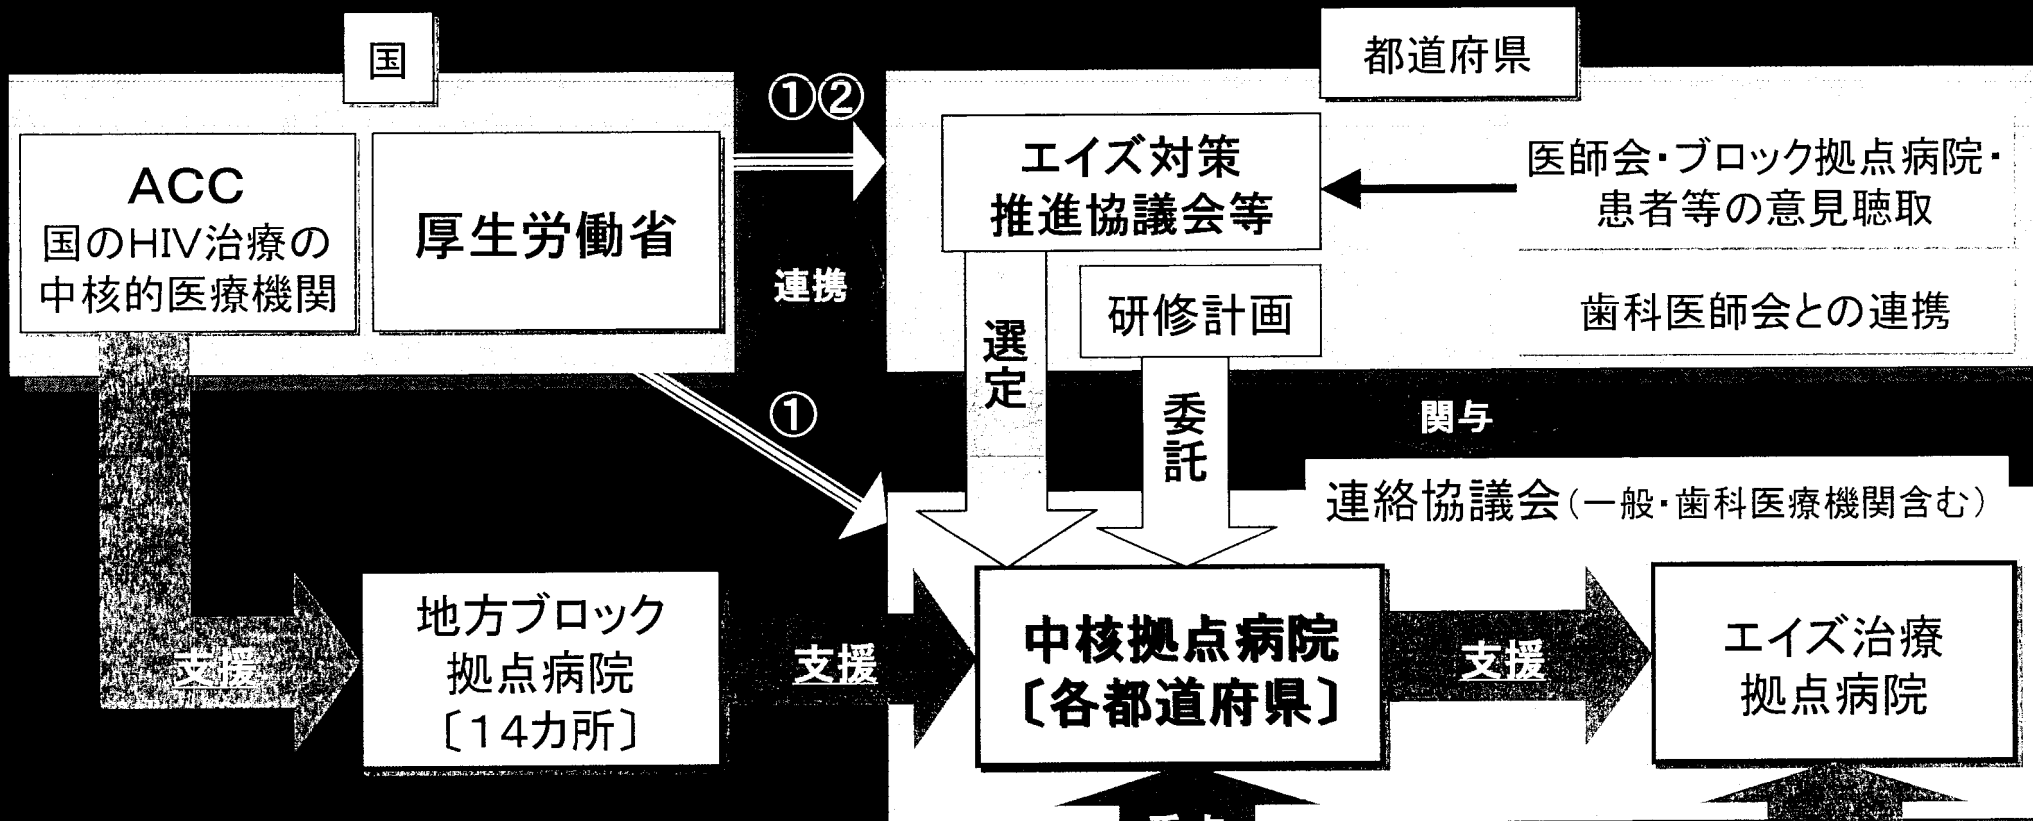 国
ACC
国のHIV治療の
中核的医療機関
厚生労働省
①②
連携
①
都道府県
エイズ対策
推進協議会等
医師会・ブロック拠点病院・
患者等の意見聴取
研修計画
歯科医師会との連携
選定
委託
関与
連絡協議会(一般・歯科医療機関含む)
支援
地方ブロック
拠点病院
〔14カ所〕
支援
中核拠点病院
〔各都道府県〕
支援
エイズ治療
拠点病院